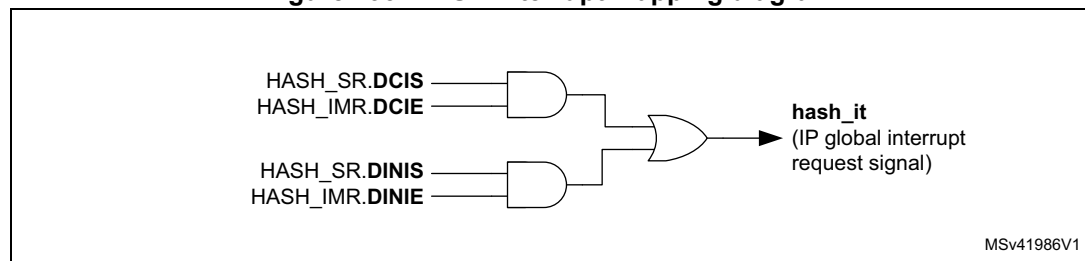 HASH_SR.DCIS
HASH_IMR.DCIE
HASH_SR.DINIS
HASH_IMR.DINIE
hash_it
(IP global interrupt
request signal)
MSv41986V1